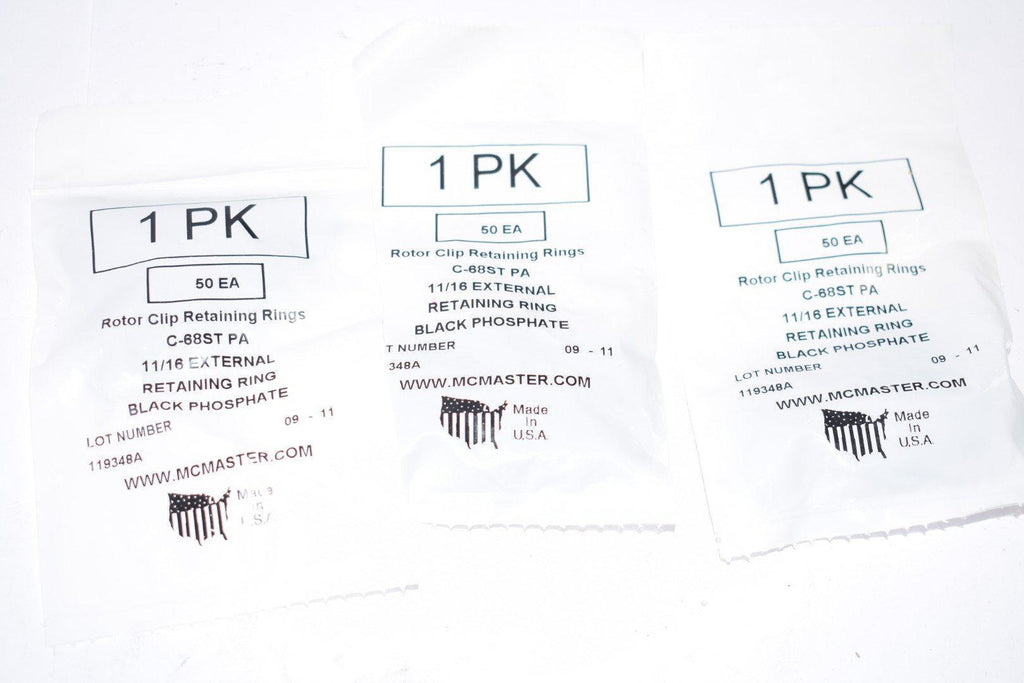 1 PK
50 EA
Rotor Clip Retaining Rings
C-68ST PA
11/16 EXTERNAL
RETAINING RING
BLACK PHOSPHATE
LOT NUMBER 09 - 11
119348A
WWW.MCMASTER.COM
Made
in
U.S.A.
1 PK
50 EA
Rotor Clip Retaining Rings
C-68ST PA
11/16 EXTERNAL
RETAINING RING
BLACK PHOSPHATE
T NUMBER 09 - 11
348A
WWW.MCMASTER.COM
Made
In
U.S.A.
1 PK
50 EA
Rotor Clip Retaining Rings
C-68ST PA
11/16 EXTERNAL
RETAINING RING
BLACK PHOSPHATE
LOT NUMBER 09 - 11
119348A
WWW.MCMASTER.COM
Made
In
U.S.A.